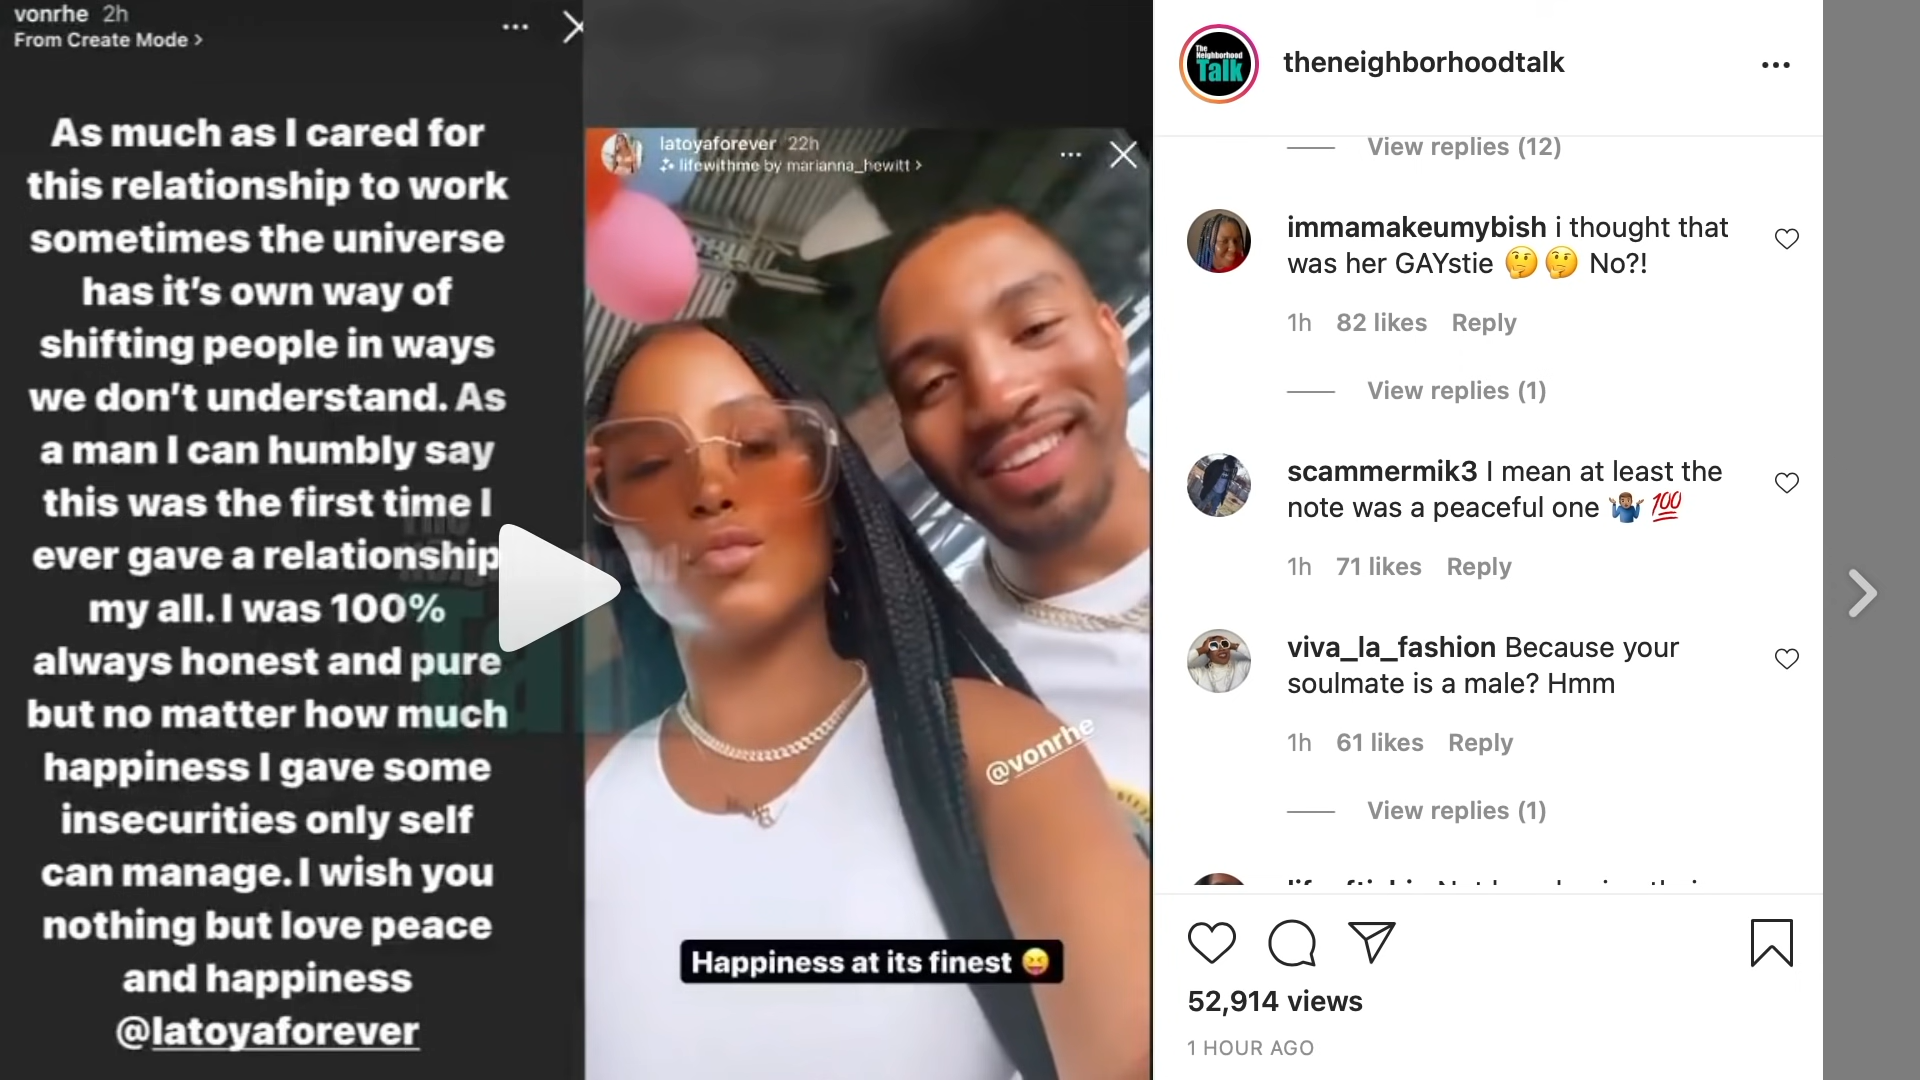 vonrhe 2h
From Create Mode >
As much as I cared for
this relationship to work
sometimes the universe
has it's own way of
shifting people in ways
we don't understand. As
a man I can humbly say
this was the first time I
ever gave a relationship
my all. I was 100%
always honest and pure
but no matter how much
happiness I gave some
insecurities only self
can manage. I wish you
nothing but love peace
and happiness
@latoyaforever
latoyaforever 22h
lifewithme by marianna_hewitt >
@vonrhe
Happiness at its finest 😝
The
Neighborhood
Talk
The
Neighborhood
Talk
theneighborhoodtalk
View replies (12)
immamakeumybish i thought that
was her GAYstie 🤔🤔 No?!
1h 82 likes Reply
View replies (1)
scammermik3 I mean at least the
note was a peaceful one 🤷🏾‍♂️ 💯
1h 71 likes Reply
viva_la_fashion Because your
soulmate is a male? Hmm
1h 61 likes Reply
View replies (1)
52,914 views
1 HOUR AGO